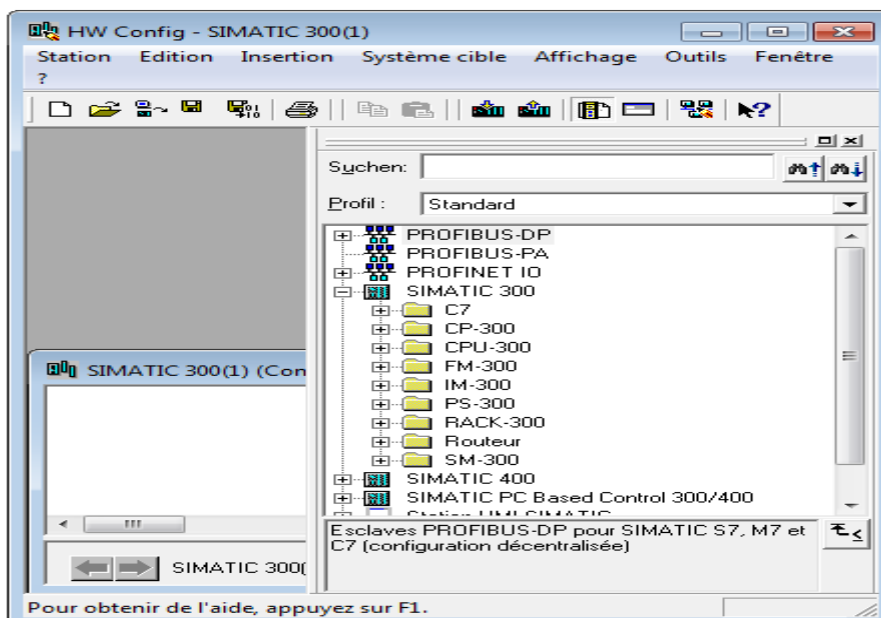 HW Config - SIMATIC 300(1)
Station Edition Insertion Système cible Affichage Outils Fenêtre
?
Suchen:
Profil : Standard
PROFIBUS-DP
PROFIBUS-PA
PROFINET IO
SIMATIC 300
C7
CP-300
CPU-300
FM-300
IM-300
PS-300
RACK-300
Routeur
SM-300
SIMATIC 400
SIMATIC PC Based Control 300/400
Station HMI SIMATIC
SIMATIC 300(1) (Con
SIMATIC 300(
Esclaves PROFIBUS-DP pour SIMATIC S7, M7 et
C7 (configuration décentralisée)
Pour obtenir de l'aide, appuyez sur F1.